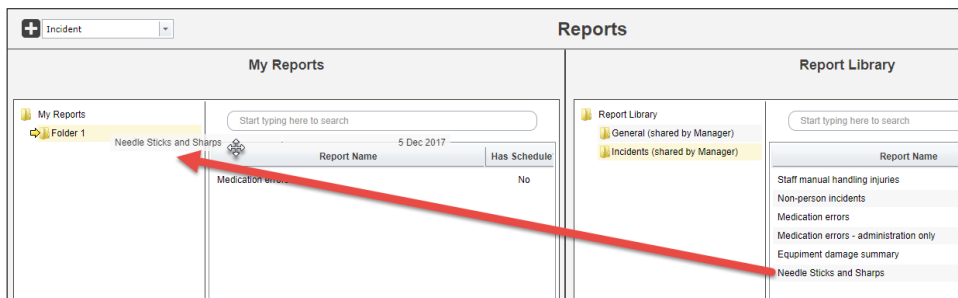 Incident
Reports
My Reports
Report Library
My Reports
Folder 1
Start typing here to search
Needle Sticks and Sharps
5 Dec 2017
Report Name
Has Schedule
Medication errors
No
Report Library
General (shared by Manager)
Incidents (shared by Manager)
Start typing here to search
Report Name
Staff manual handling injuries
Non-person incidents
Medication errors
Medication errors - administration only
Equpiment damage summary
Needle Sticks and Sharps